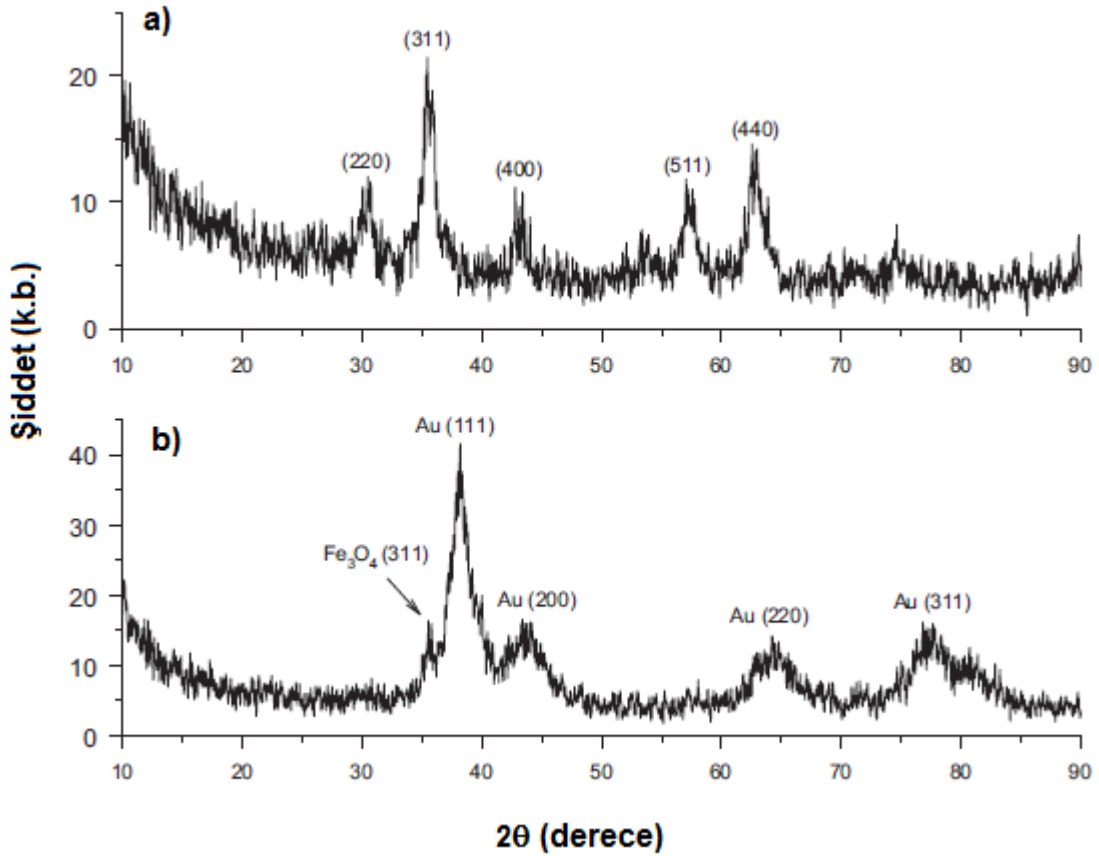 a)
(311)
(220)
(400)
(511)
(440)
20
10
0
10 20 30 40 50 60 70 80 90
Şiddet (k.b.)
b)
Au (111)
Fe₃O₄ (311)
Au (200)
Au (220)
Au (311)
40
30
20
10
0
10 20 30 40 50 60 70 80 90
2θ (derece)